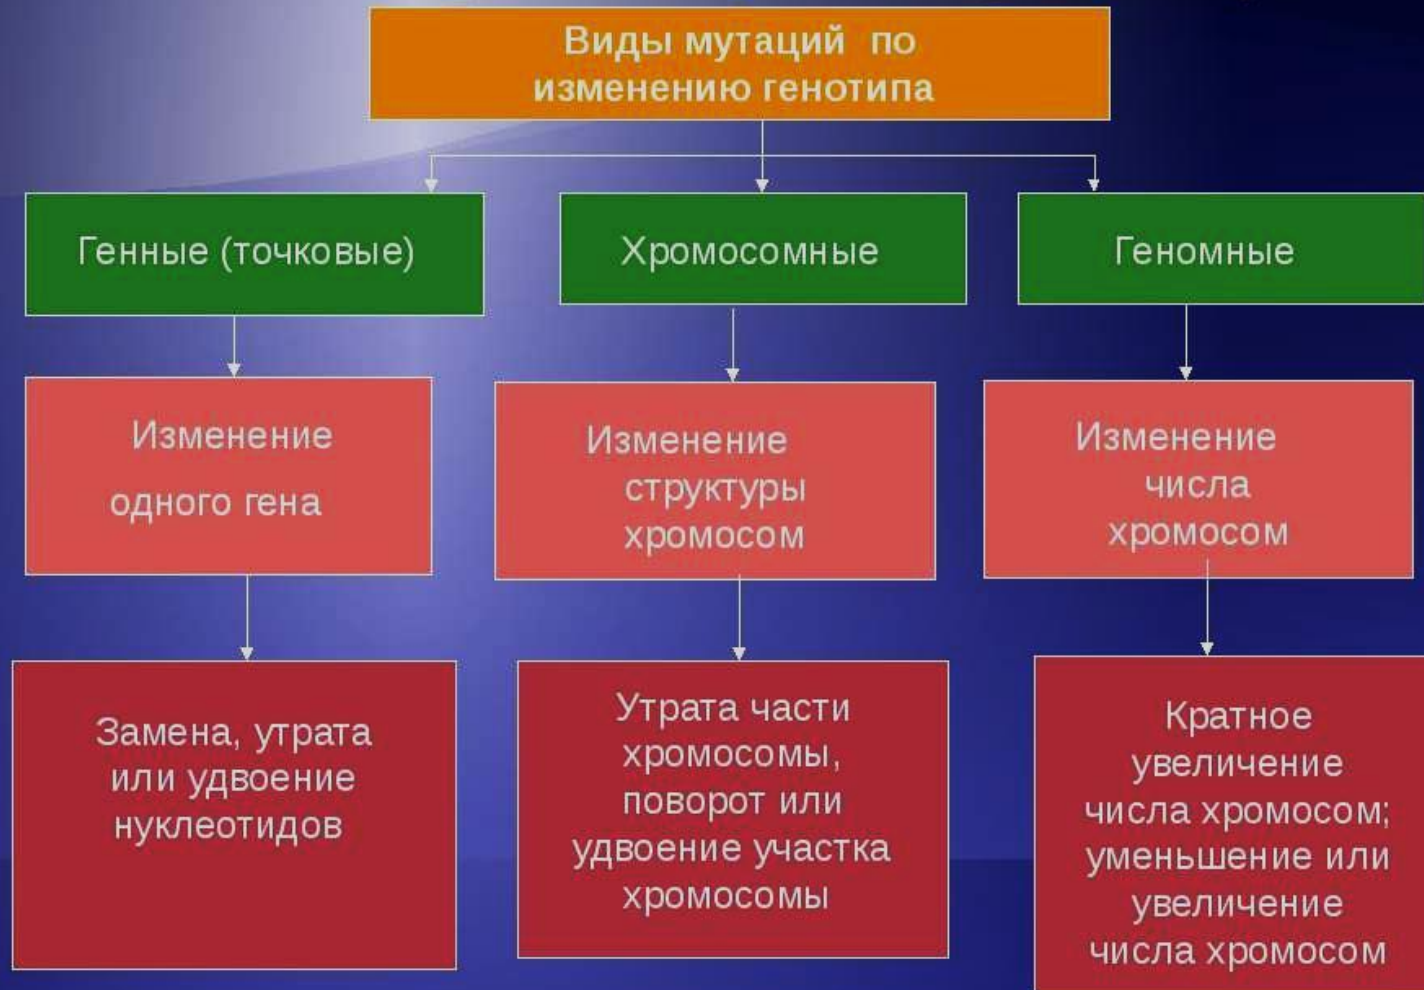 Виды мутаций по
изменению генотипа
Генные (точковые)
Хромосомные
Геномные
Изменение
одного гена
Изменение
структуры
хромосом
Изменение
числа
хромосом
Замена, утрата
или удвоение
нуклеотидов
Утрата части
хромосомы,
поворот или
удвоение участка
хромосомы
Кратное
увеличение
числа хромосом;
уменьшение или
увеличение
числа хромосом